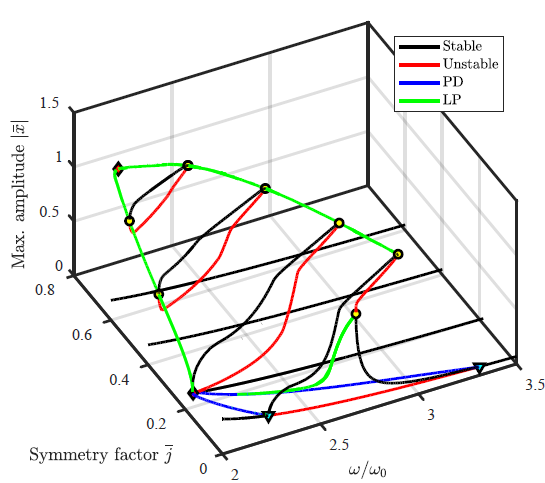 Stable
Unstable
PD
LP
Max. amplitude |x̄|
1.5
1
0.5
0
0.8
0.6
0.4
0.2
0
Symmetry factor j̄
2
2.5
3
3.5
ω/ω₀